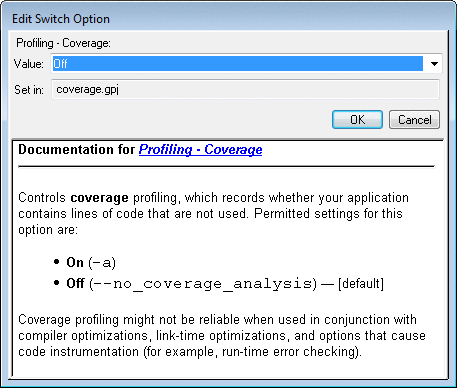 Edit Switch Option
Profiling - Coverage:
Value: Off
Set in: coverage.gpj
OK Cancel
Documentation for Profiling - Coverage
Controls coverage profiling, which records whether your application
contains lines of code that are not used. Permitted settings for this
option are:
• On (-a)
• Off (--no_coverage_analysis) — [default]
Coverage profiling might not be reliable when used in conjunction with
compiler optimizations, link-time optimizations, and options that cause
code instrumentation (for example, run-time error checking).